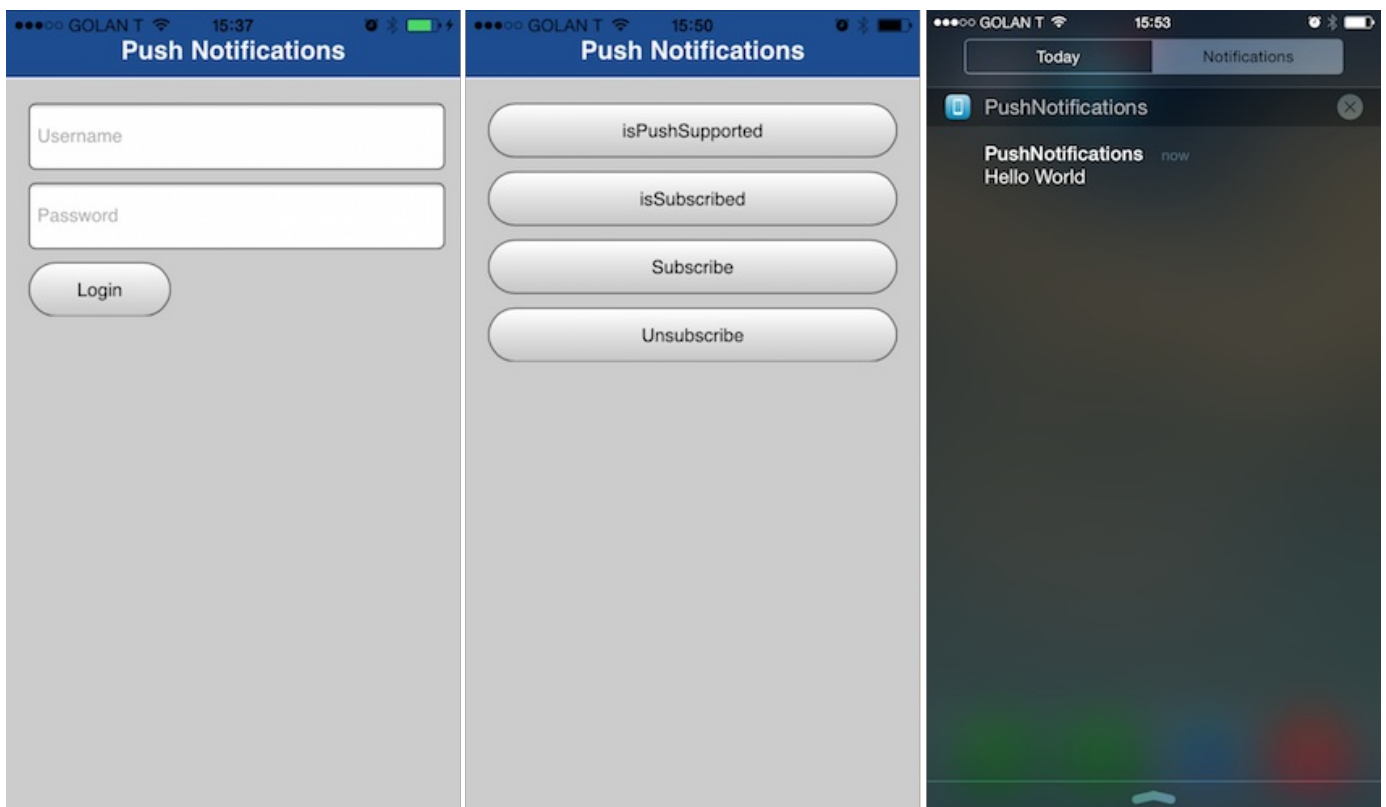 GOLAN T 15:37
Push Notifications
Username
Password
Login
GOLAN T 15:50
Push Notifications
isPushSupported
isSubscribed
Subscribe
Unsubscribe
GOLAN T 15:53
Today Notifications
PushNotifications
PushNotifications now
Hello World